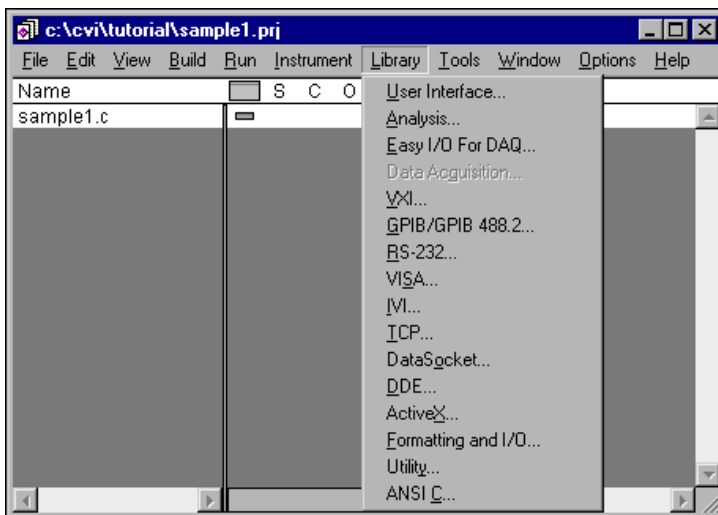 c:\cvi\tutorial\sample1.prj
File Edit View Build Run Instrument Library Tools Window Options Help
Name S C O
sample1.c
User Interface...
Analysis...
Easy I/O For DAQ...
Data Acquisition...
VXI...
GPIB/GPIB 488.2...
RS-232...
VISA...
IVI...
TCP...
DataSocket...
DDE...
ActiveX...
Formatting and I/O...
Utility...
ANSI C...